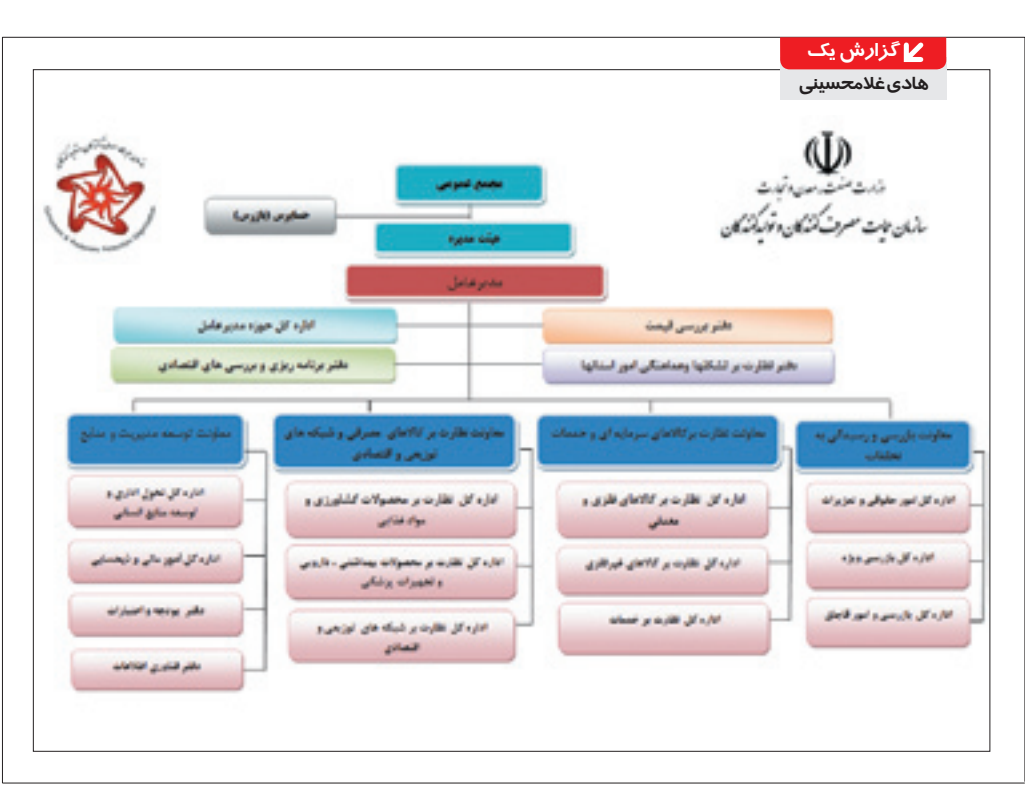 گزارش یک
هادی غلامحسینی
وزارت صنعت، معدن و تجارت
سازمان حمایت مصرف کنندگان و تولیدکنندگان
مجمع عمومی
حسابرس (بازرس)
هیئت مدیره
مدیرعامل
دفتر بررسی قیمت
اداره کل حوزه مدیرعامل
دفتر نظارت بر تشکلها وهماهنگی امور استانها
دفتر برنامه ریزی و بررسی های اقتصادی
معاونت بازرسی و رسیدگی به
تخلفات
اداره کل امور حقوقی و تعزیرات
اداره کل بازرسی ویژه
اداره کل بازرسی و امور قاچاق
معاونت نظارت برکالاهای سرمایه ای و خدمات
اداره کل نظارت بر کالاهای فلزی و
معدنی
اداره کل نظارت بر کالاهای غیرفلزی
اداره کل نظارت بر خدمات
معاونت نظارت بر کالاهای مصرفی و شبکه های
توزیعی و اقتصادی
اداره کل نظارت بر محصولات کشاورزی و
مواد غذایی
اداره کل نظارت بر محصولات بهداشتی ـ دارویی
و تجهیزات پزشکی
اداره کل نظارت بر شبکه های توزیعی و
اقتصادی
معاونت توسعه مدیریت و منابع
اداره کل تحول اداری و
توسعه منابع انسانی
اداره کل امور مالی و ذیحسابی
دفتر بودجه و اعتبارات
دفتر فناوری اطلاعات